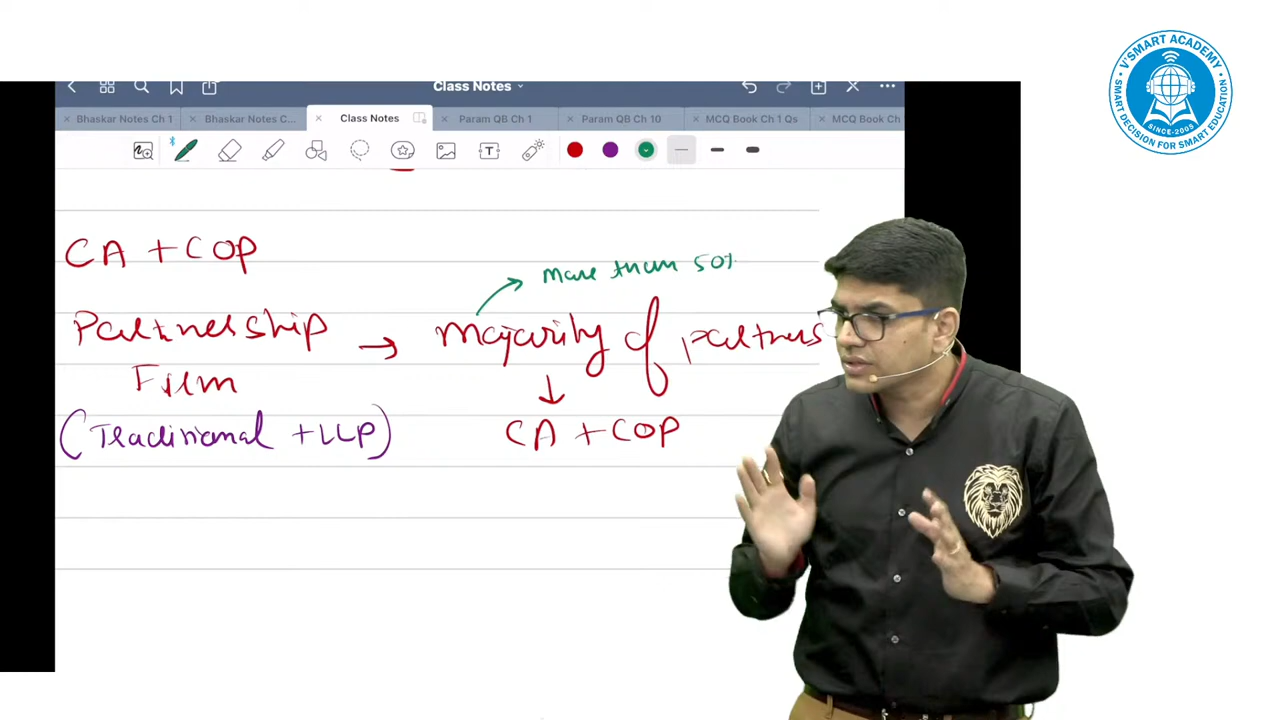 V'SMART ACADEMY
SMART DECISION FOR SMART EDUCATION
SINCE-2005
Class Notes
Bhaskar Notes Ch 1
Bhaskar Notes C...
Class Notes
Param QB Ch 1
Param QB Ch 10
MCQ Book Ch 1 Qs
MCQ Book Ch
T
CA + COP
More than 50%
Partnership → Majority of partners
Firm
(Traditional + LLP)
CA + COP